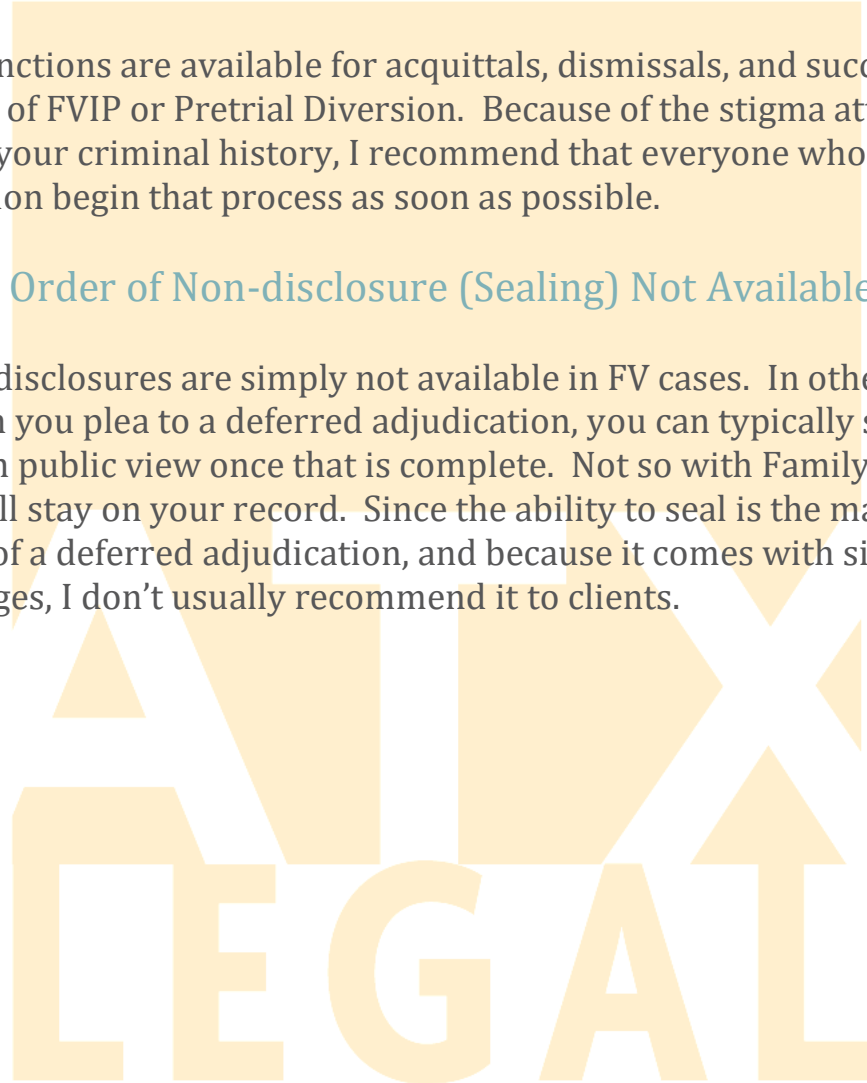 nctions are available for acquittals, dismissals, and succ
of FVIP or Pretrial Diversion.  Because of the stigma at
your criminal history, I recommend that everyone who
on begin that process as soon as possible.
Order of Non-disclosure (Sealing) Not Available
disclosures are simply not available in FV cases.  In othe
n you plea to a deferred adjudication, you can typically s
n public view once that is complete.  Not so with Family
ll stay on your record.  Since the ability to seal is the ma
of a deferred adjudication, and because it comes with si
ges, I don’t usually recommend it to clients.
ATX
LEGAL